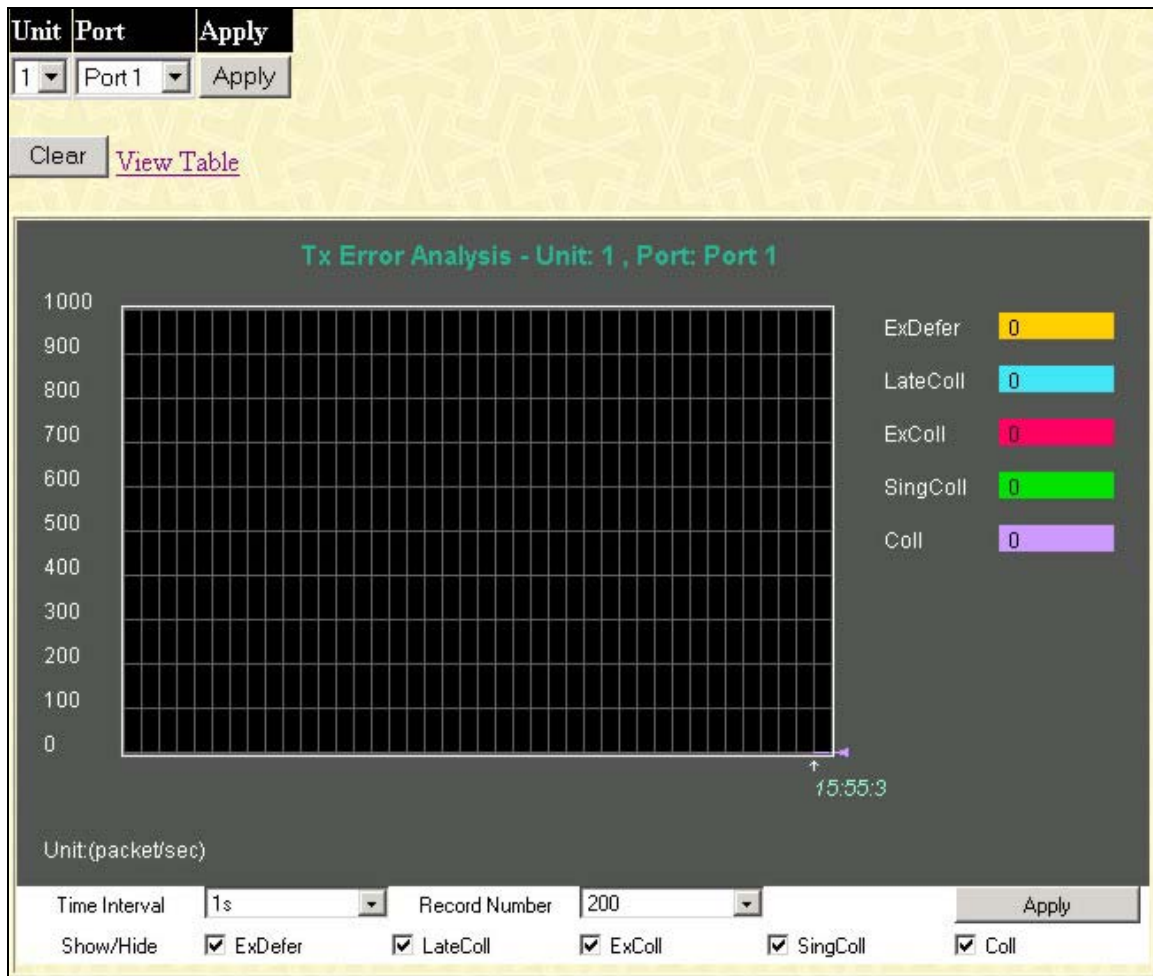 Unit Port Apply
1 Port 1 Apply
Clear View Table
Tx Error Analysis - Unit: 1 , Port: Port 1
1000
900
800
700
600
500
400
300
200
100
0
ExDefer 0
LateColl 0
ExColl 0
SingColl 0
Coll 0
15:55:3
Unit:(packet/sec)
Time Interval 1s Record Number 200 Apply
Show/Hide ExDefer LateColl ExColl SingColl Coll